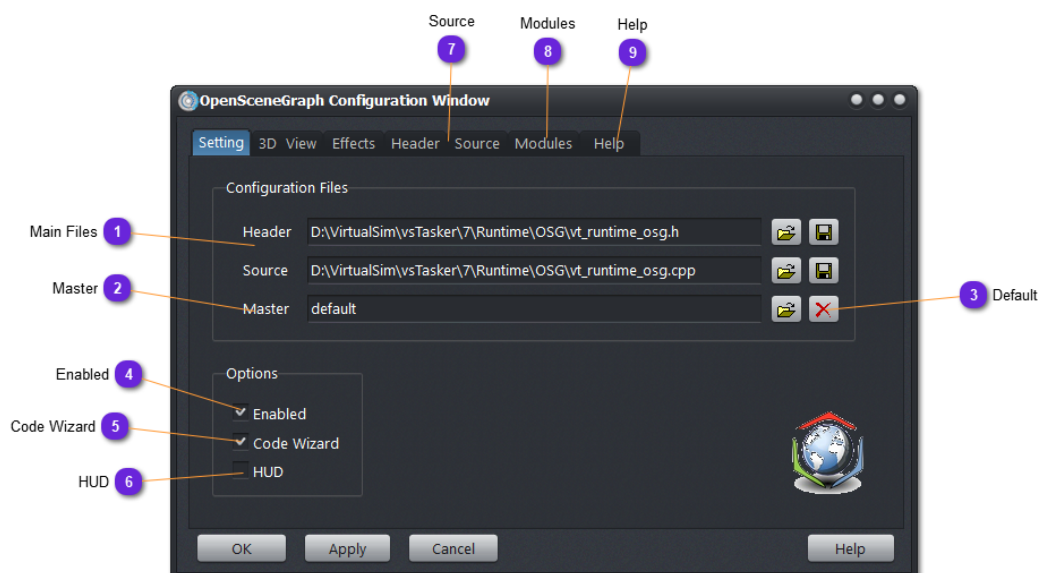 Source Modules Help
7 8 9
OpenSceneGraph Configuration Window
Setting 3D View Effects Header Source Modules Help
Configuration Files
Main Files 1 Header D:\VirtualSim\vsTasker\7\Runtime\OSG\vt_runtime_osg.h
Source D:\VirtualSim\vsTasker\7\Runtime\OSG\vt_runtime_osg.cpp
Master 2 Master default 3 Default
Options
Enabled 4 Enabled
Code Wizard 5 Code Wizard
HUD 6 HUD
OK Apply Cancel Help